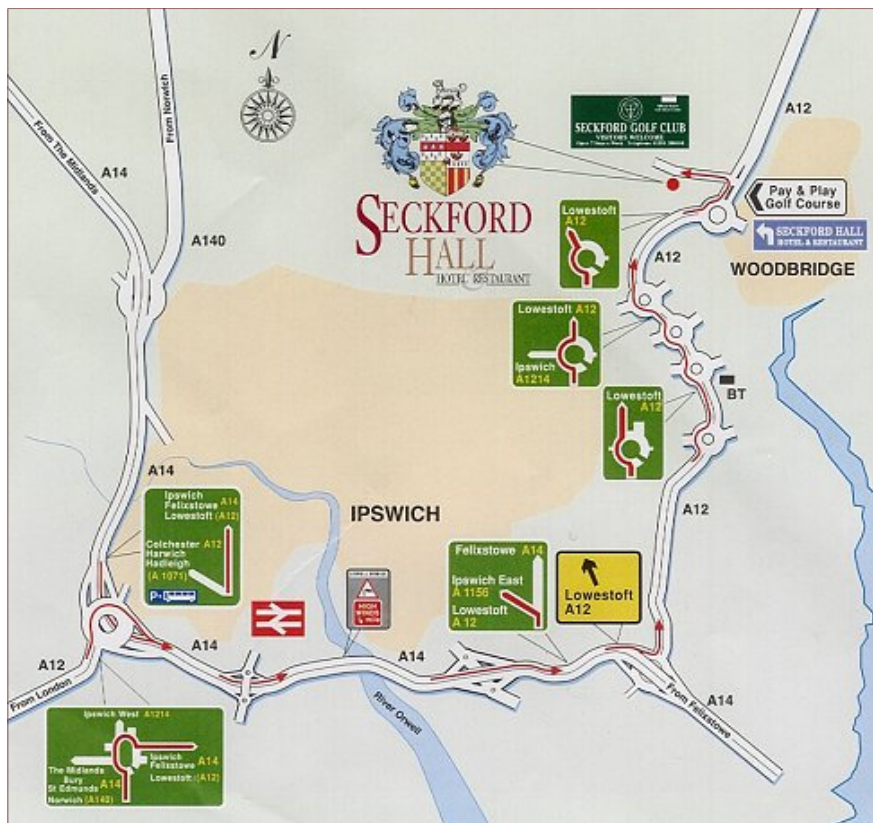 N
A12
From Norwich
From The Midlands
A14
A140
SECKFORD
HALL
HOTEL & RESTAURANT
SECKFORD GOLF CLUB
VISITORS WELCOME
Pay & Play
Golf Course
SECKFORD HALL
HOTEL & RESTAURANT
WOODBRIDGE
Lowestoft
A12
A12
Lowestoft A12
Ipswich
A1214
BT
Lowestoft
A12
A14
Ipswich A14
Felixstowe
Lowestoft (A12)
Colchester A12
Harwich
Hadleigh
(A 1071)
P+
IPSWICH
A12
HIGH
WINDS
Felixstowe A14
Ipswich East
A 1156
Lowestoft
A 12
Lowestoft
A12
A12
From London
A14
A14
River Orwell
A14
From Felixstowe
Ipswich West A1214
Ipswich A14
Felixstowe
Lowestoft (A12)
The Midlands
Bury A14
St Edmunds
Norwich (A140)